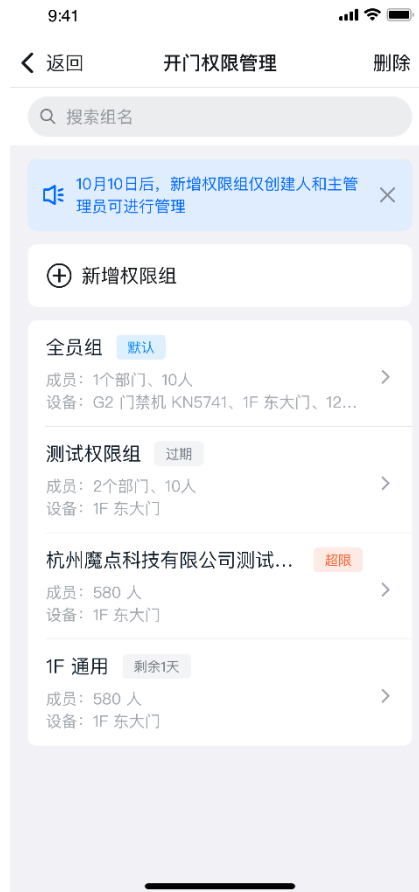 9:41
返回
开门权限管理
删除
搜索组名
10月10日后，新增权限组仅创建人和主管
理员可进行管理
新增权限组
全员组 默认
成员：1个部门、10人
设备：G2 门禁机 KN5741、1F 东大门、12...
测试权限组 过期
成员：2个部门、10人
设备：1F 东大门
杭州魔点科技有限公司测试... 超限
成员：580 人
设备：1F 东大门
1F 通用 剩余1天
成员：580 人
设备：1F 东大门